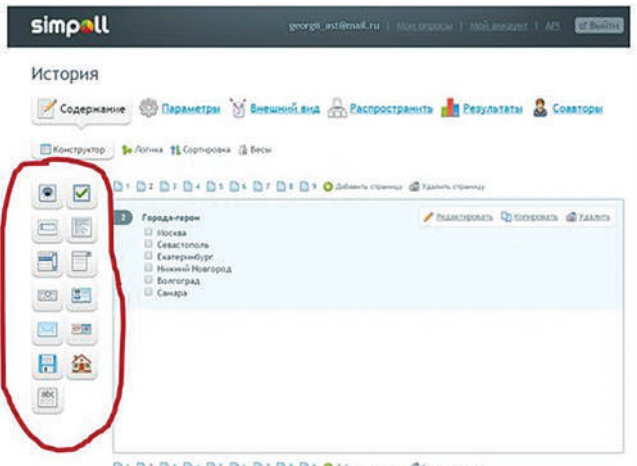 simpoll
georgii_ast@mail.ru | Мои опросы | Мой аккаунт | API Выйти
История
Содержание Параметры Внешний вид Распространить Результаты Соавторы
Конструктор Логика Сортировка Весы
1 2 3 4 5 6 7 8 9 Добавить страницу Удалить страницу
2 Города-герои Редактировать Копировать Удалить
Москва
Севастополь
Екатеринбург
Нижний Новгород
Волгоград
Самара
abc